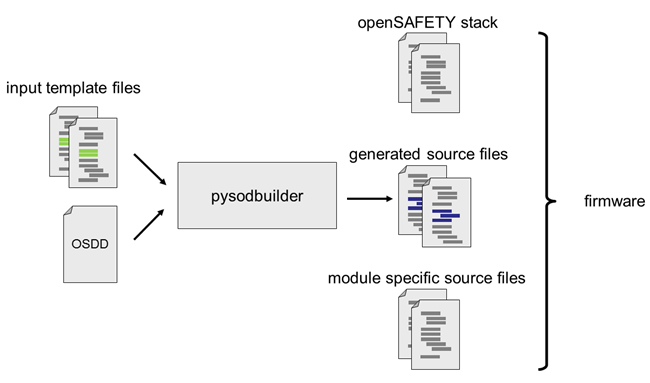 openSAFETY stack
input template files
generated source files
pysodbuilder
firmware
OSDD
module specific source files